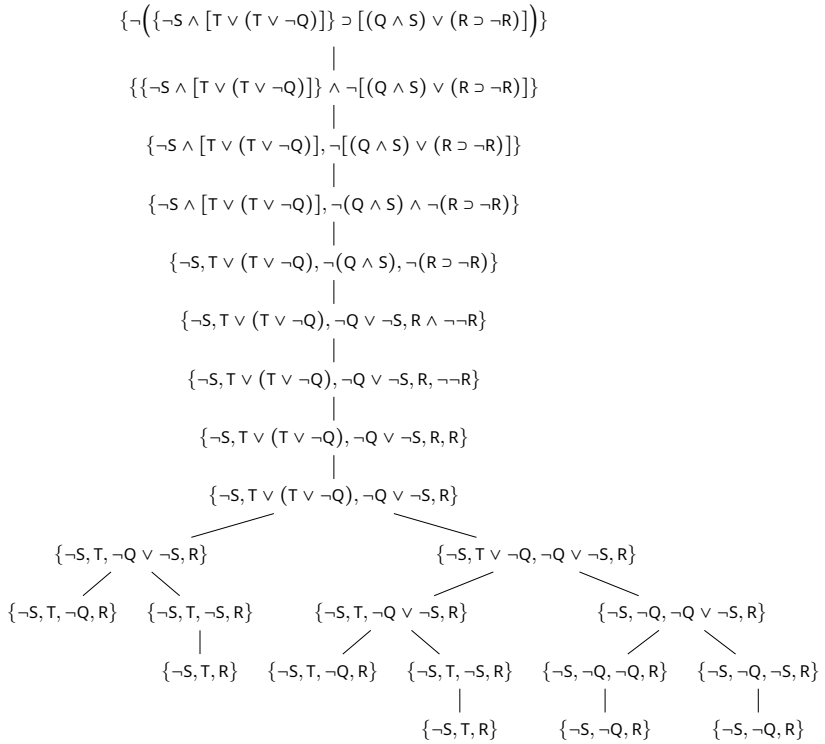 {¬({¬S ∧ [T ∨ (T ∨ ¬Q)]} ⊃ [(Q ∧ S) ∨ (R ⊃ ¬R)])}
{{¬S ∧ [T ∨ (T ∨ ¬Q)]} ∧ ¬[(Q ∧ S) ∨ (R ⊃ ¬R)]}
{¬S ∧ [T ∨ (T ∨ ¬Q)], ¬[(Q ∧ S) ∨ (R ⊃ ¬R)]}
{¬S ∧ [T ∨ (T ∨ ¬Q)], ¬(Q ∧ S) ∧ ¬(R ⊃ ¬R)}
{¬S, T ∨ (T ∨ ¬Q), ¬(Q ∧ S), ¬(R ⊃ ¬R)}
{¬S, T ∨ (T ∨ ¬Q), ¬Q ∨ ¬S, R ∧ ¬¬R}
{¬S, T ∨ (T ∨ ¬Q), ¬Q ∨ ¬S, R, ¬¬R}
{¬S, T ∨ (T ∨ ¬Q), ¬Q ∨ ¬S, R, R}
{¬S, T ∨ (T ∨ ¬Q), ¬Q ∨ ¬S, R}
{¬S, T, ¬Q ∨ ¬S, R} {¬S, T ∨ ¬Q, ¬Q ∨ ¬S, R}
{¬S, T, ¬Q, R} {¬S, T, ¬S, R} {¬S, T, ¬Q ∨ ¬S, R} {¬S, ¬Q, ¬Q ∨ ¬S, R}
{¬S, T, R} {¬S, T, ¬Q, R} {¬S, T, ¬S, R} {¬S, ¬Q, ¬Q, R} {¬S, ¬Q, ¬S, R}
{¬S, T, R} {¬S, ¬Q, R} {¬S, ¬Q, R}